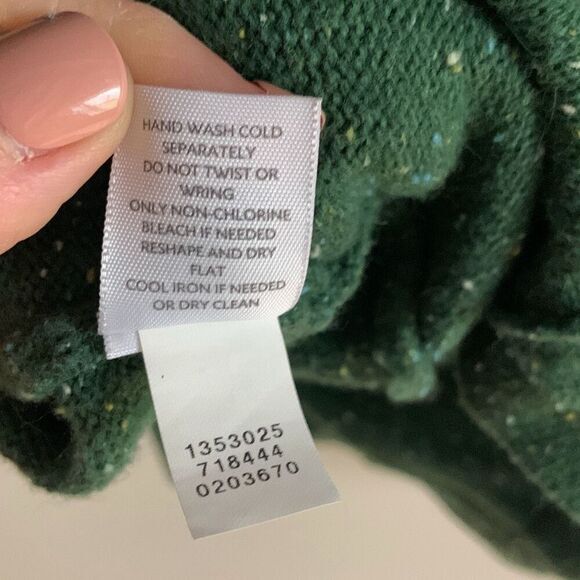 HAND WASH COLD
SEPARATELY
DO NOT TWIST OR
WRING
ONLY NON-CHLORINE
BLEACH IF NEEDED
RESHAPE AND DRY
FLAT
COOL IRON IF NEEDED
OR DRY CLEAN
1353025
718444
0203670